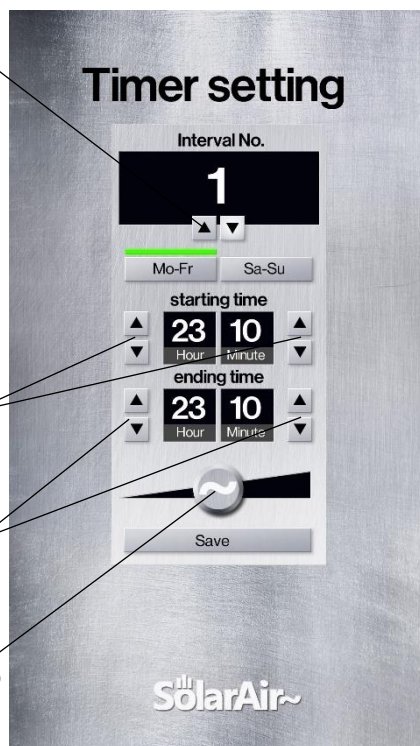 Timer setting
Interval No.
1
▲ ▼
Mo-Fr Sa-Su
starting time
▲ 23 10 ▲
▼ Hour Minute ▼
ending time
▲ 23 10 ▲
▼ Hour Minute ▼
~
Save
SolarAir~